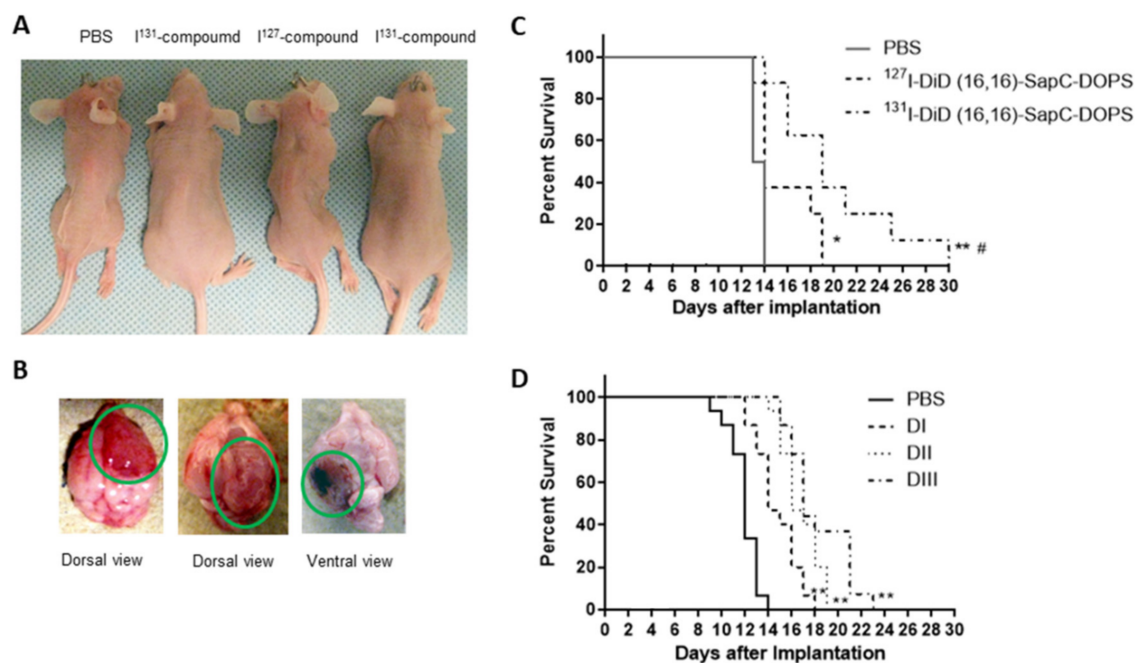 A
PBS I¹³¹-compoumd I¹²⁷-compound I¹³¹-compound
B
Dorsal view Dorsal view Ventral view
C
PBS
¹²⁷I-DiD (16,16)-SapC-DOPS
¹³¹I-DiD (16,16)-SapC-DOPS
Percent Survival
100
80
60
40
20
0
* ** #
0 2 4 6 8 10 12 14 16 18 20 22 24 26 28 30
Days after implantation
D
PBS
DI
DII
DIII
Percent Survival
100
80
60
40
20
0
** ** **
0 2 4 6 8 10 12 14 16 18 20 22 24 26 28 30
Days after Implantation